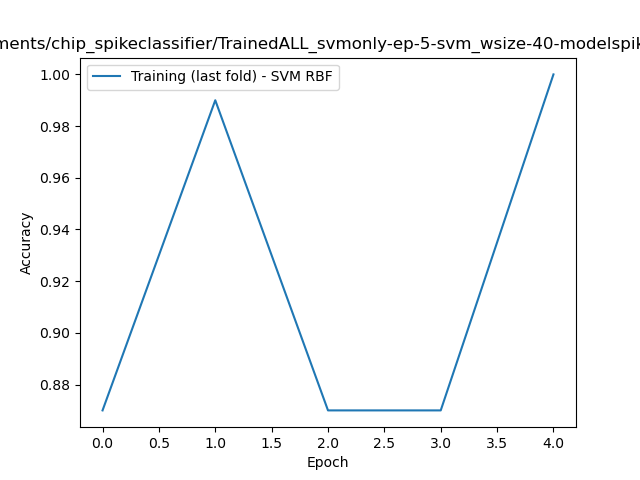 ments/chip_spikeclassifier/TrainedALL_svmonly-ep-5-svm_wsize-40-modelspik
Training (last fold) - SVM RBF
1.00
0.98
0.96
0.94
0.92
0.90
0.88
Accuracy
0.0 0.5 1.0 1.5 2.0 2.5 3.0 3.5 4.0
Epoch